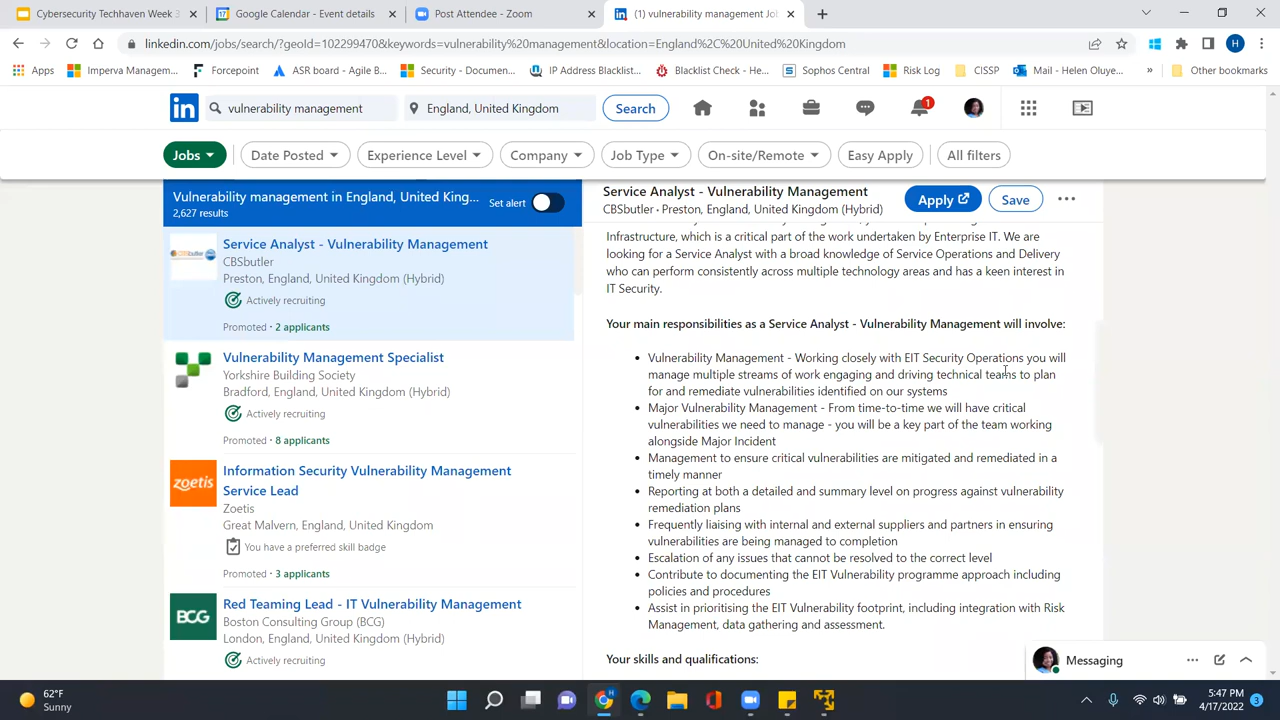 Cybersecurity Techhaven Week 3
Google Calendar - Event details
Post Attendee - Zoom
(1) vulnerability management Job
linkedin.com/jobs/search/?geoId=102299470&keywords=vulnerability%20management&location=England%2C%20United%20Kingdom
H
Apps
Imperva Managem...
Forcepoint
ASR board - Agile B...
Security - Documen...
IP Address Blacklist...
Blacklist Check - He...
Sophos Central
Risk Log
CISSP
Mail - Helen Oluye...
»
Other bookmarks
in
vulnerability management
England, United Kingdom
Search
1
Jobs
Date Posted
Experience Level
Company
Job Type
On-site/Remote
Easy Apply
All filters
Vulnerability management in England, United King...
2,627 results
Set alert
Service Analyst - Vulnerability Management
CBSbutler
Preston, England, United Kingdom (Hybrid)
Actively recruiting
Promoted · 2 applicants
Vulnerability Management Specialist
Yorkshire Building Society
Bradford, England, United Kingdom (Hybrid)
Actively recruiting
Promoted · 8 applicants
zoetis
Information Security Vulnerability Management
Service Lead
Zoetis
Great Malvern, England, United Kingdom
You have a preferred skill badge
Promoted · 3 applicants
BCG
Red Teaming Lead - IT Vulnerability Management
Boston Consulting Group (BCG)
London, England, United Kingdom (Hybrid)
Actively recruiting
Service Analyst - Vulnerability Management
CBSbutler · Preston, England, United Kingdom (Hybrid)
Apply
Save
Infrastructure, which is a critical part of the work undertaken by Enterprise IT. We are
looking for a Service Analyst with a broad knowledge of Service Operations and Delivery
who can perform consistently across multiple technology areas and has a keen interest in
IT Security.
Your main responsibilities as a Service Analyst - Vulnerability Management will involve:
• Vulnerability Management - Working closely with EIT Security Operations you will
manage multiple streams of work engaging and driving technical teams to plan
for and remediate vulnerabilities identified on our systems
• Major Vulnerability Management - From time-to-time we will have critical
vulnerabilities we need to manage - you will be a key part of the team working
alongside Major Incident
• Management to ensure critical vulnerabilities are mitigated and remediated in a
timely manner
• Reporting at both a detailed and summary level on progress against vulnerability
remediation plans
• Frequently liaising with internal and external suppliers and partners in ensuring
vulnerabilities are being managed to completion
• Escalation of any issues that cannot be resolved to the correct level
• Contribute to documenting the EIT Vulnerability programme approach including
policies and procedures
• Assist in prioritising the EIT Vulnerability footprint, including integration with Risk
Management, data gathering and assessment.
Your skills and qualifications:
Messaging
62°F
Sunny
5:47 PM
4/17/2022
3